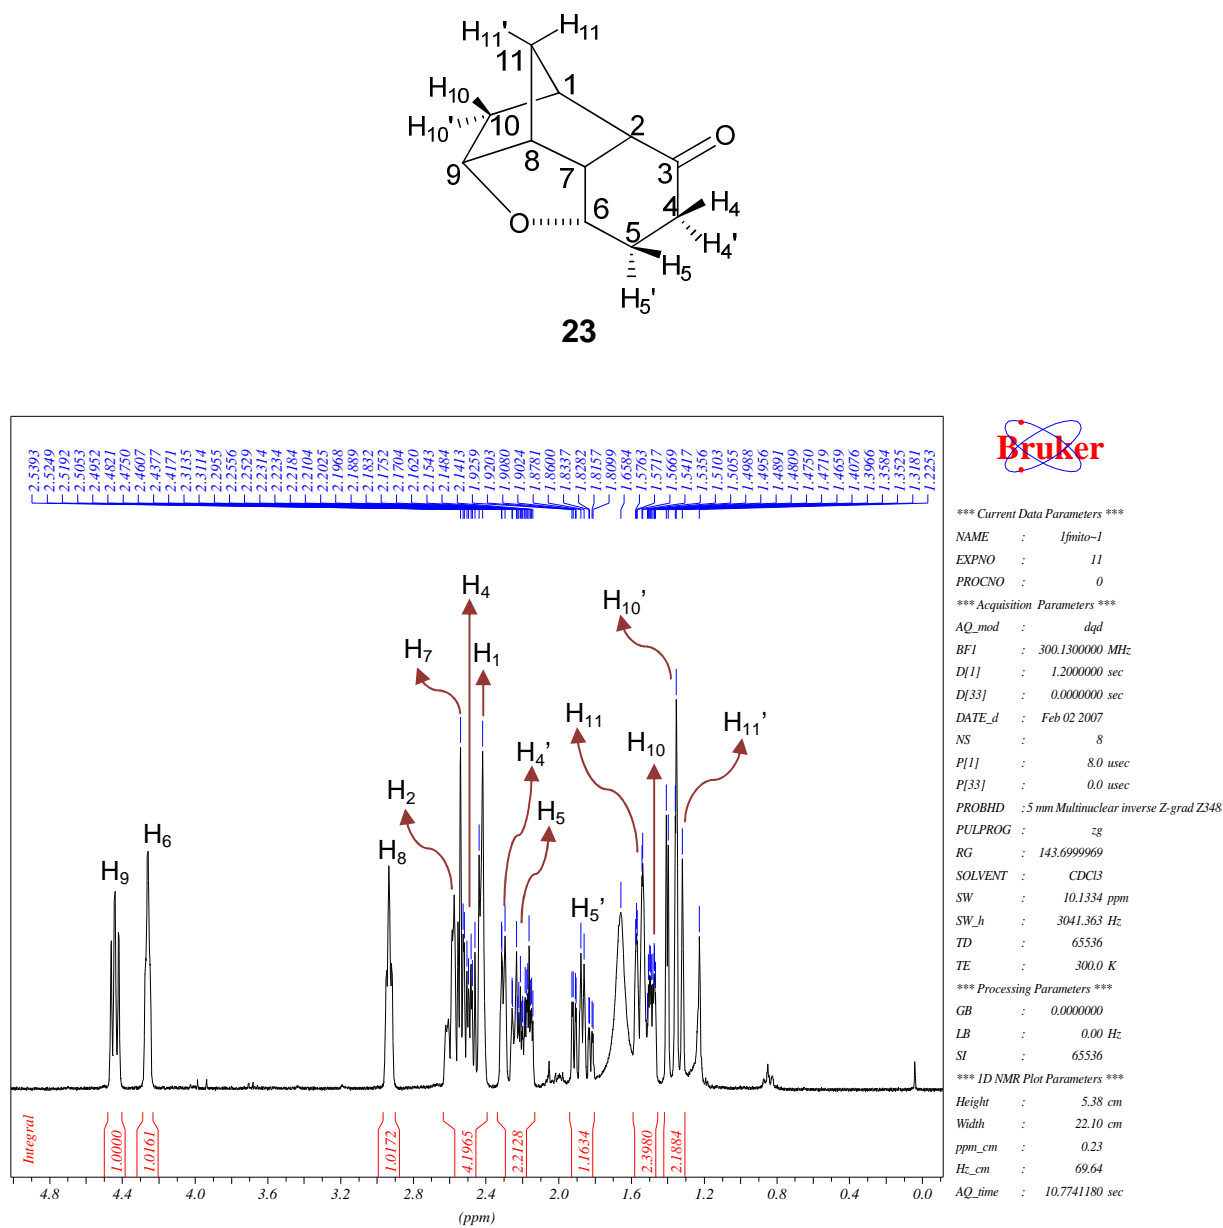 H11' H11
11
1
H10
H10' 10
2 O
8 3
9 7
4 H4
6
O 5 H4'
H5
H5'
23
2.5393
2.5249
2.5192
2.5053
2.4952
2.4821
2.4750
2.4607
2.4377
2.4171
2.3135
2.3114
2.2955
2.2556
2.2529
2.2314
2.2234
2.2184
2.2104
2.2025
2.1968
2.1889
2.1832
2.1752
2.1704
2.1620
2.1543
2.1484
2.1413
1.9259
1.9203
1.9080
1.9024
1.8781
1.8600
1.8337
1.8282
1.8157
1.8099
1.6584
1.5763
1.5717
1.5669
1.5417
1.5356
1.5103
1.5055
1.4988
1.4956
1.4891
1.4809
1.4750
1.4719
1.4659
1.4076
1.3966
1.3584
1.3525
1.3181
1.2253
H4
H10'
H7 H1
H11 H11'
H10
H4'
H2 H5
H6 H8
H9 H5'
Integral
1.0000
1.0161
1.0172
4.1965
2.2128
1.1634
2.3980
2.1884
4.8 4.4 4.0 3.6 3.2 2.8 2.4 2.0 1.6 1.2 0.8 0.4 0.0
(ppm)
Bruker
*** Current Data Parameters ***
NAME : 1fmito~1
EXPNO : 11
PROCNO : 0
*** Acquisition Parameters ***
AQ_mod : dqd
BF1 : 300.1300000 MHz
D[1] : 1.2000000 sec
D[33] : 0.0000000 sec
DATE_d : Feb 02 2007
NS : 8
P[1] : 8.0 usec
P[33] : 0.0 usec
PROBHD : 5 mm Multinuclear inverse Z-grad Z348
PULPROG : zg
RG : 143.6999969
SOLVENT : CDCl3
SW : 10.1334 ppm
SW_h : 3041.363 Hz
TD : 65536
TE : 300.0 K
*** Processing Parameters ***
GB : 0.0000000
LB : 0.00 Hz
SI : 65536
*** 1D NMR Plot Parameters ***
Height : 5.38 cm
Width : 22.10 cm
ppm_cm : 0.23
Hz_cm : 69.64
AQ_time : 10.7741180 sec